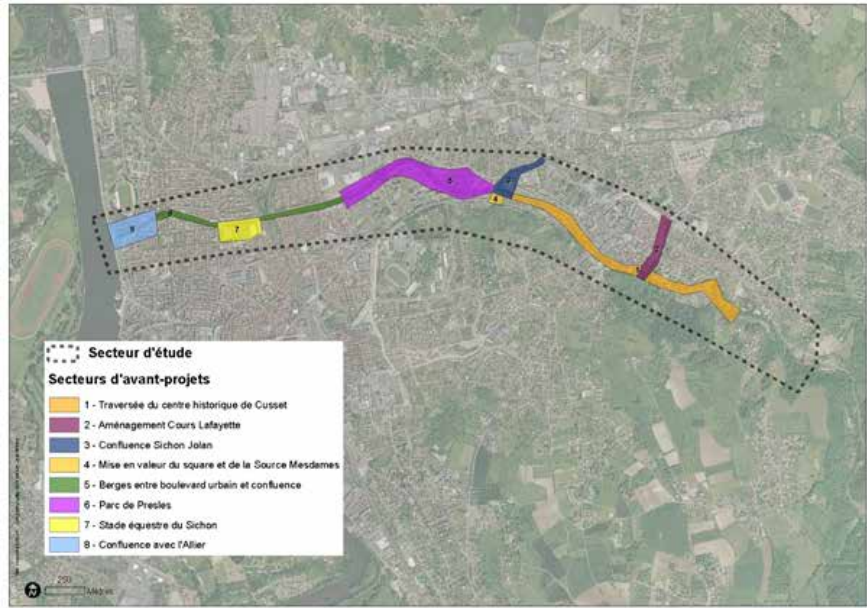 Secteur d'étude
Secteurs d'avant-projets
1 - Traversée du centre historique de Cusset
2 - Aménagement Cours Lafayette
3 - Confluence Sichon Jolan
4 - Mise en valeur du square et de la Source Mesdames
5 - Berges entre boulevard urbain et confluence
6 - Parc de Presles
7 - Stade équestre du Sichon
8 - Confluence avec l'Allier
7
4
250
Mètres